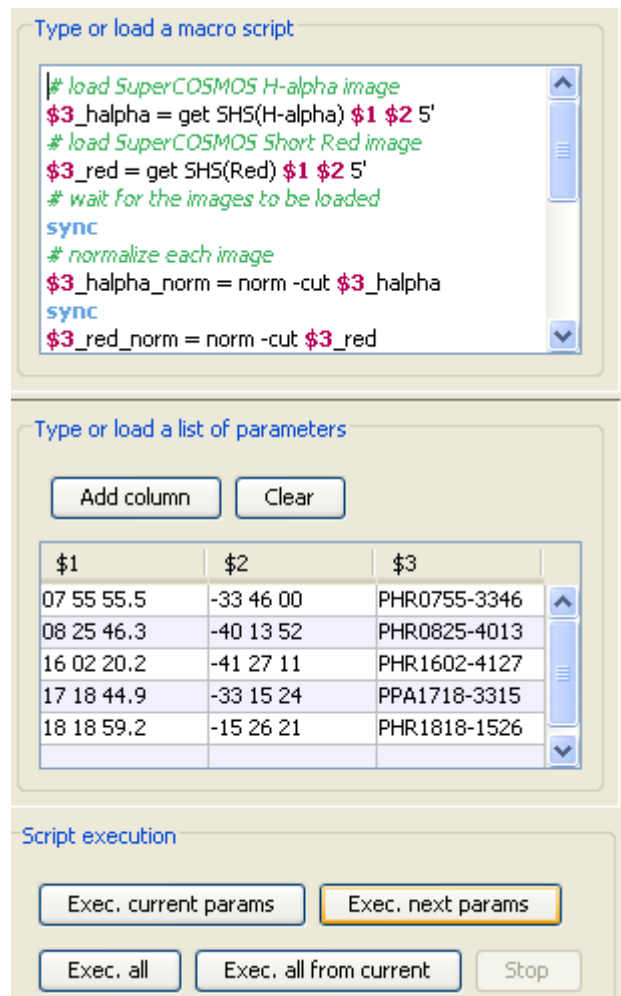 Type or load a macro script
# load SuperCOSMOS H-alpha image
$3_halpha = get SHS(H-alpha) $1 $2 5'
# load SuperCOSMOS Short Red image
$3_red = get SHS(Red) $1 $2 5'
# wait for the images to be loaded
sync
# normalize each image
$3_halpha_norm = norm -cut $3_halpha
sync
$3_red_norm = norm -cut $3_red
Type or load a list of parameters
Add column Clear
$1 $2 $3
07 55 55.5 -33 46 00 PHR0755-3346
08 25 46.3 -40 13 52 PHR0825-4013
16 02 20.2 -41 27 11 PHR1602-4127
17 18 44.9 -33 15 24 PPA1718-3315
18 18 59.2 -15 26 21 PHR1818-1526
Script execution
Exec. current params Exec. next params
Exec. all Exec. all from current Stop